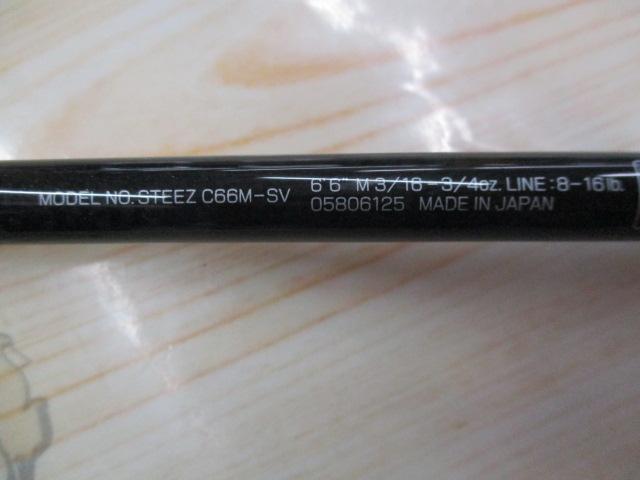 MODEL NO. STEEZ C66M-SV 6'6" M 3/16-3/4oz. LINE:8-16lb.
05806125 MADE IN JAPAN